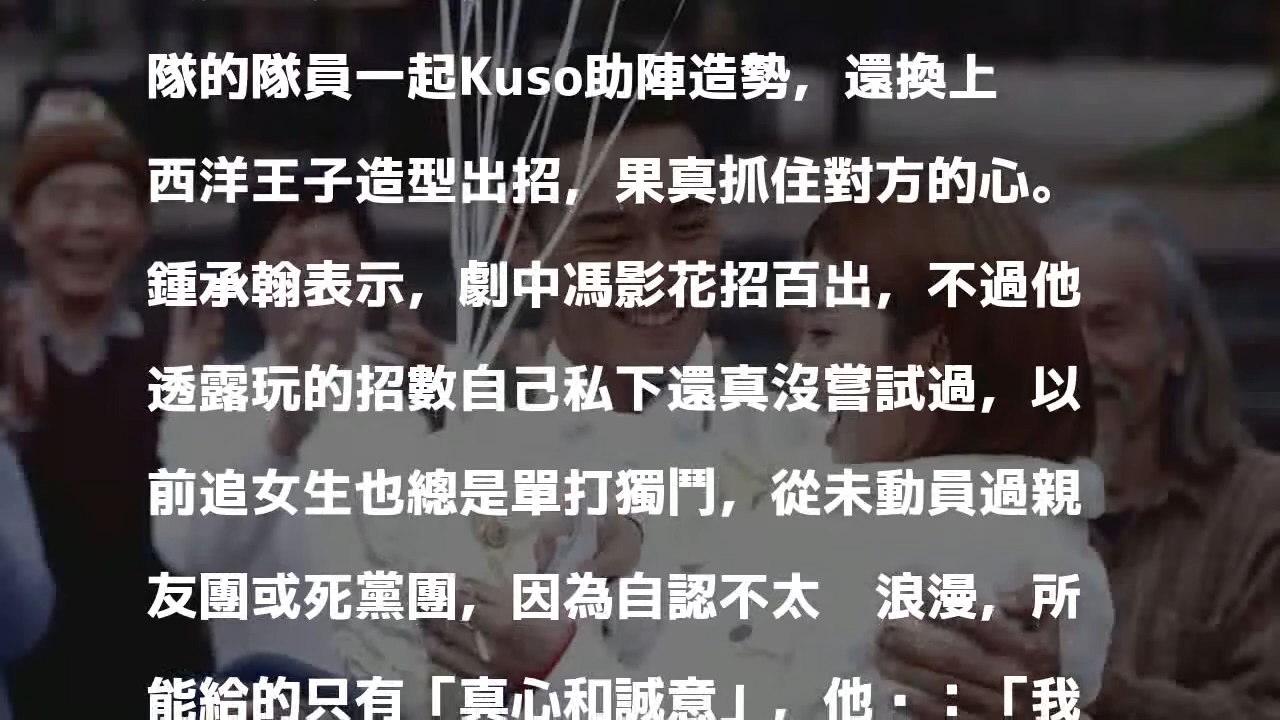 隊的隊員一起Kuso助陣造勢，還換上
西洋王子造型出招，果真抓住對方的心。
鍾承翰表示，劇中馮影花招百出，不過他
透露玩的招數自己私下還真沒嘗試過，以
前追女生也總是單打獨鬥，從未動員過親
友團或死黨團，因為自認不太　浪漫，所
能給的只有「真心和誠意」，他·：「我